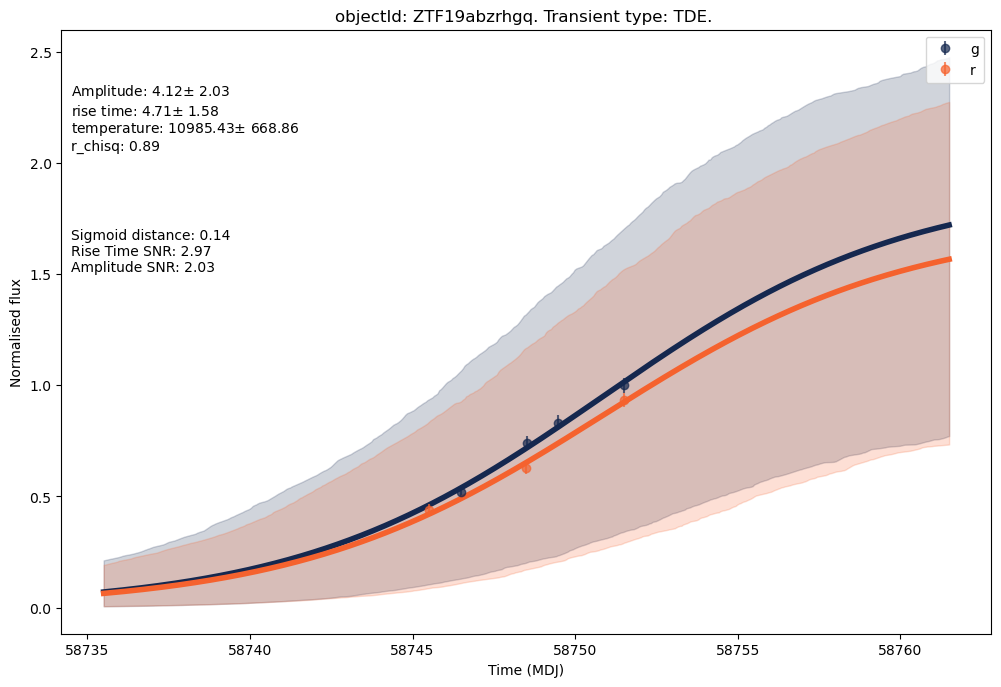 objectId: ZTF19abzrhgq. Transient type: TDE.
g
r
Amplitude: 4.12± 2.03
rise time: 4.71± 1.58
temperature: 10985.43± 668.86
r_chisq: 0.89
Sigmoid distance: 0.14
Rise Time SNR: 2.97
Amplitude SNR: 2.03
Normalised flux
2.5
2.0
1.5
1.0
0.5
0.0
58735 58740 58745 58750 58755 58760
Time (MDJ)